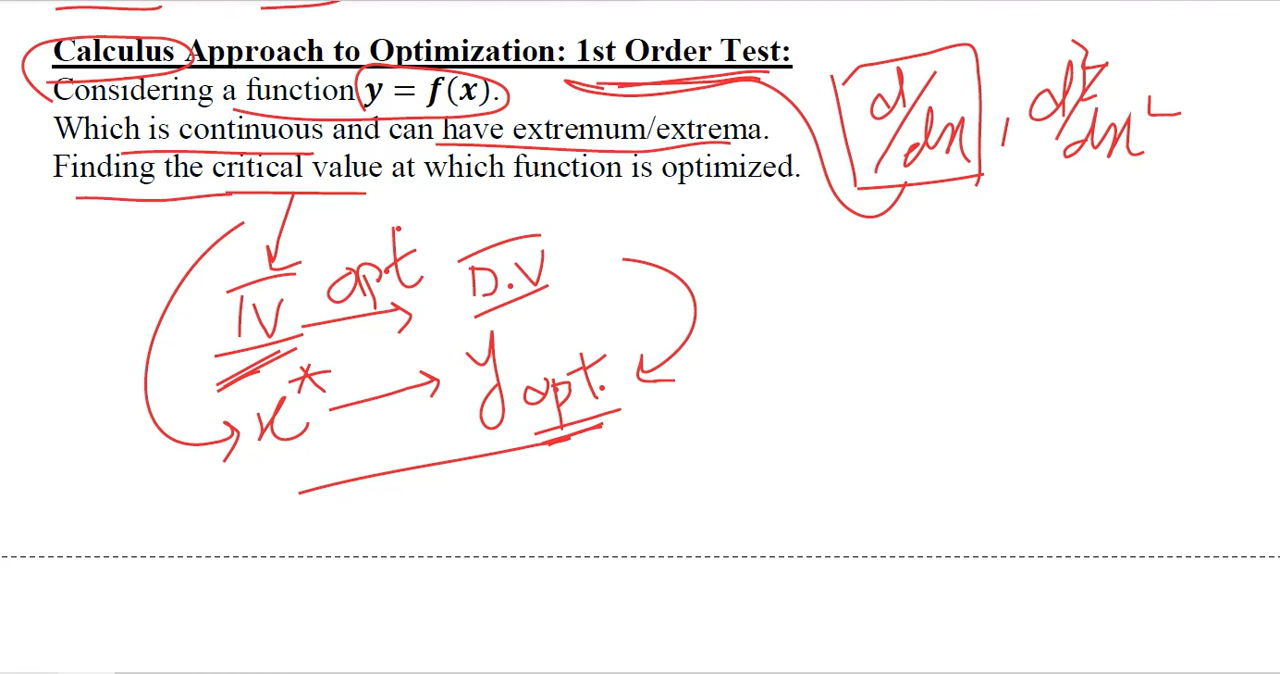 Calculus Approach to Optimization: 1st Order Test:
Considering a function y = f(x).
Which is continuous and can have extremum/extrema.
Finding the critical value at which function is optimized.
d/dx , d²/dx²
IV opt D.V
x* y opt.